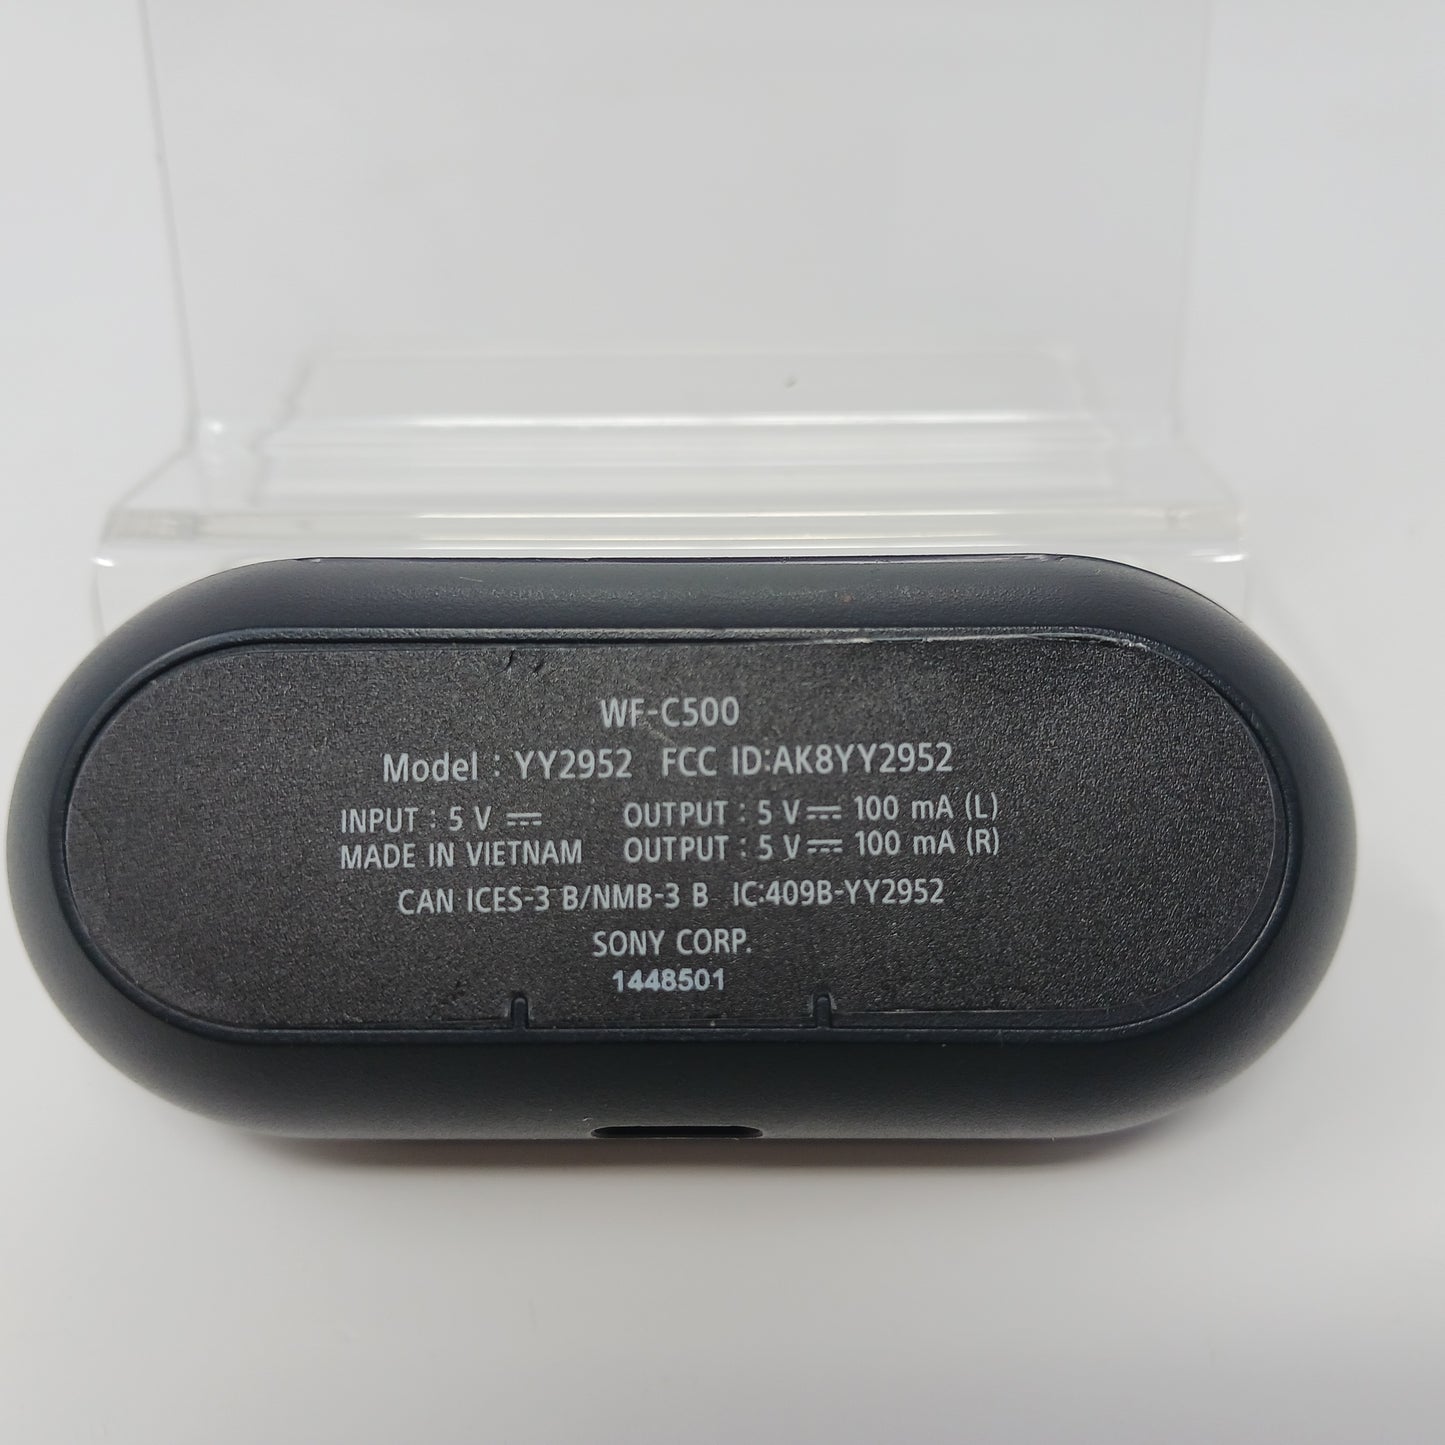 WF-C500
Model : YY2952 FCC ID:AK8YY2952
INPUT : 5 V ⎓ OUTPUT : 5 V ⎓ 100 mA (L)
MADE IN VIETNAM OUTPUT : 5 V ⎓ 100 mA (R)
CAN ICES-3 B/NMB-3 B IC:409B-YY2952
SONY CORP.
1448501